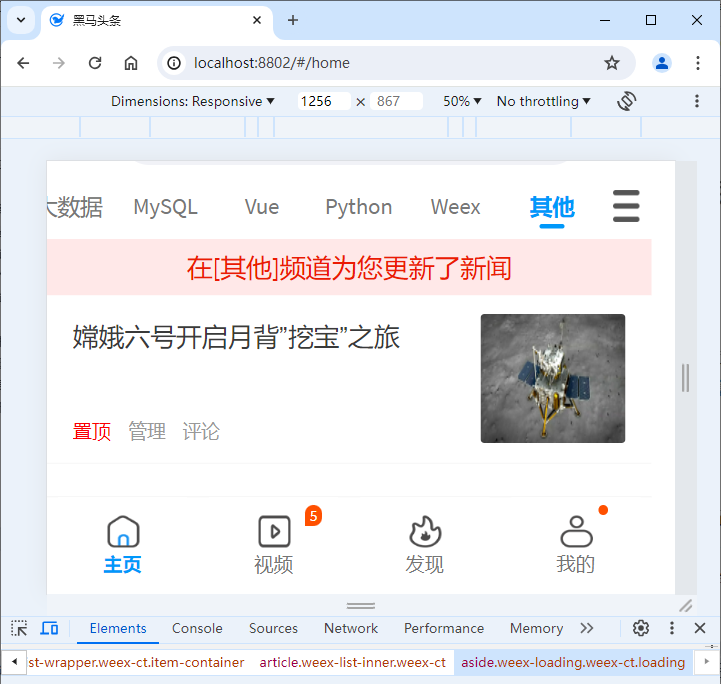 黑马头条
localhost:8802/#/home
Dimensions: Responsive 1256 × 867 50% No throttling
大数据 MySQL Vue Python Weex 其他
在[其他]频道为您更新了新闻
嫦娥六号开启月背”挖宝”之旅
置顶 管理 评论
5
主页 视频 发现 我的
Elements Console Sources Network Performance Memory
st-wrapper.weex-ct.item-container article.weex-list-inner.weex-ct aside.weex-loading.weex-ct.loading